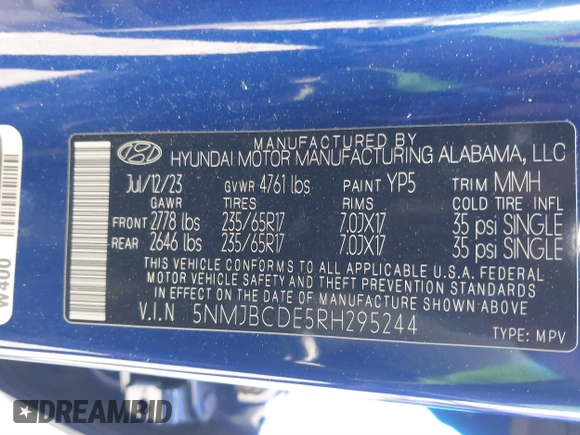 MANUFACTURED BY
HYUNDAI MOTOR MANUFACTURING ALABAMA, LLC
Jul/12/23 GVWR 4761 lbs PAINT YP5 TRIM MMH
GAWR TIRES RIMS COLD TIRE INFL
FRONT 2778 lbs 235/65R17 7.0JX17 35 psi SINGLE
REAR 2646 lbs 235/65R17 7.0JX17 35 psi SINGLE
THIS VEHICLE CONFORMS TO ALL APPLICABLE U.S.A. FEDERAL
MOTOR VEHICLE SAFETY AND THEFT PREVENTION STANDARDS
IN EFFECT ON THE DATE OF MANUFACTURE SHOWN ABOVE
V.I.N 5NMJBCDE5RH295244
TYPE: MPV
W400
DREAMBID